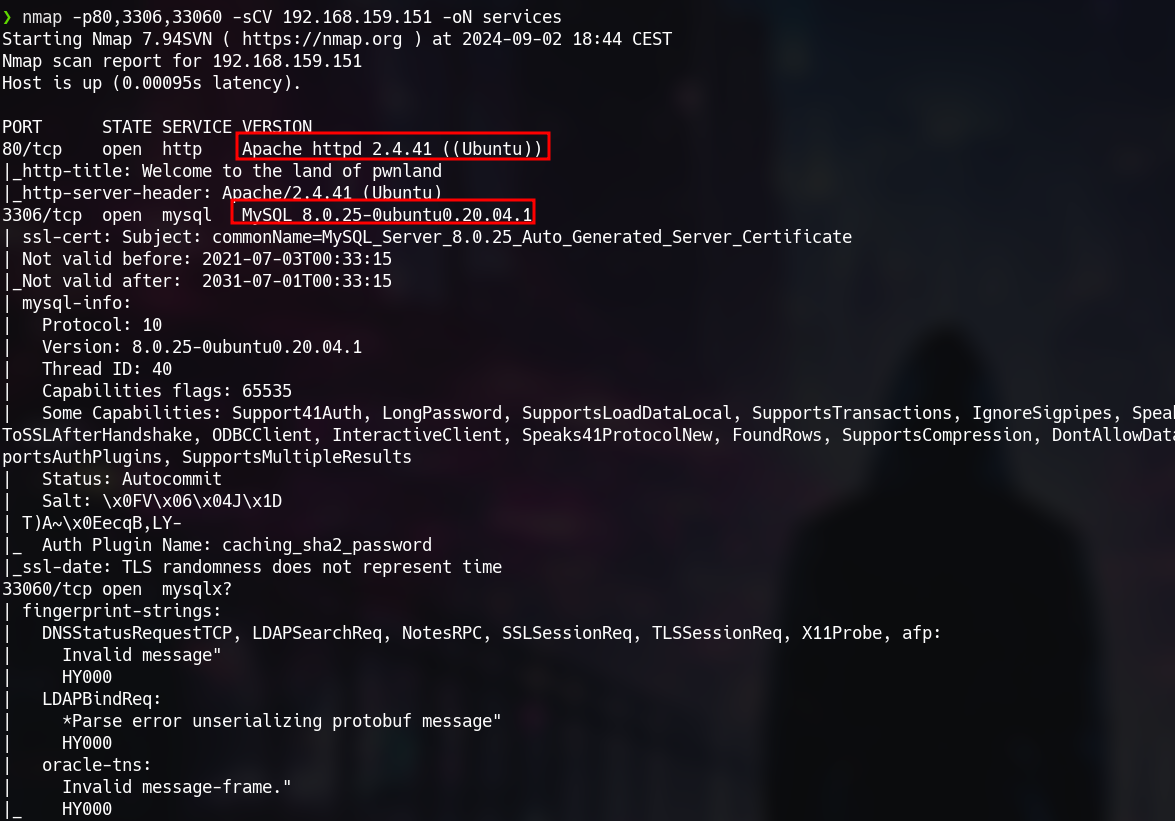 ❯ nmap -p80,3306,33060 -sCV 192.168.159.151 -oN services
Starting Nmap 7.94SVN ( https://nmap.org ) at 2024-09-02 18:44 CEST
Nmap scan report for 192.168.159.151
Host is up (0.00095s latency).

PORT      STATE SERVICE VERSION
80/tcp    open  http    Apache httpd 2.4.41 ((Ubuntu))
|_http-title: Welcome to the land of pwnland
|_http-server-header: Apache/2.4.41 (Ubuntu)
3306/tcp  open  mysql   MySQL 8.0.25-0ubuntu0.20.04.1
| ssl-cert: Subject: commonName=MySQL_Server_8.0.25_Auto_Generated_Server_Certificate
| Not valid before: 2021-07-03T00:33:15
|_Not valid after:  2031-07-01T00:33:15
| mysql-info:
|   Protocol: 10
|   Version: 8.0.25-0ubuntu0.20.04.1
|   Thread ID: 40
|   Capabilities flags: 65535
|   Some Capabilities: Support41Auth, LongPassword, SupportsLoadDataLocal, SupportsTransactions, IgnoreSigpipes, Speak
ToSSLAfterHandshake, ODBCClient, InteractiveClient, Speaks41ProtocolNew, FoundRows, SupportsCompression, DontAllowData
portsAuthPlugins, SupportsMultipleResults
|   Status: Autocommit
|   Salt: \x0FV\x06\x04J\x1D
| T)A~\x0EecqB,LY-
|_  Auth Plugin Name: caching_sha2_password
|_ssl-date: TLS randomness does not represent time
33060/tcp open  mysqlx?
| fingerprint-strings:
|   DNSStatusRequestTCP, LDAPSearchReq, NotesRPC, SSLSessionReq, TLSSessionReq, X11Probe, afp:
|     Invalid message"
|     HY000
|   LDAPBindReq:
|     *Parse error unserializing protobuf message"
|     HY000
|   oracle-tns:
|     Invalid message-frame."
|_    HY000